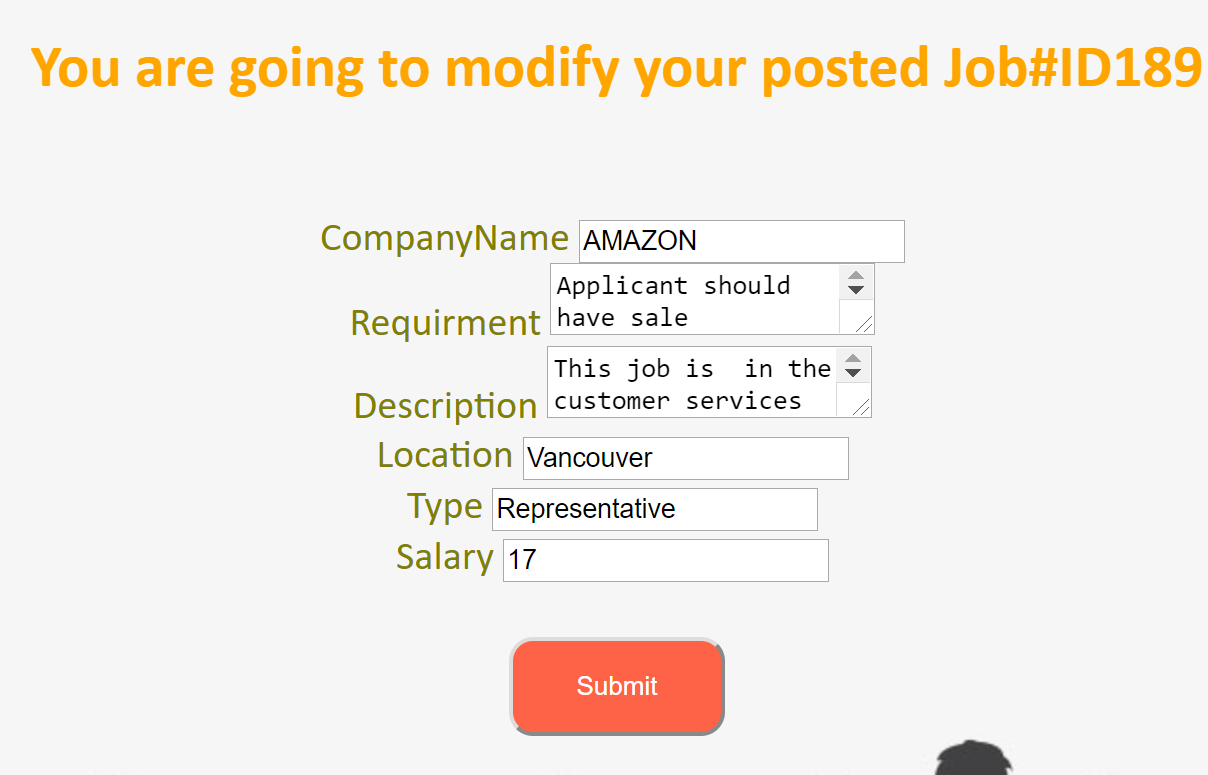 You are going to modify your posted Job#ID189
CompanyName AMAZON
Requirment Applicant should
have sale
Description This job is  in the
customer services
Location Vancouver
Type Representative
Salary 17
Submit